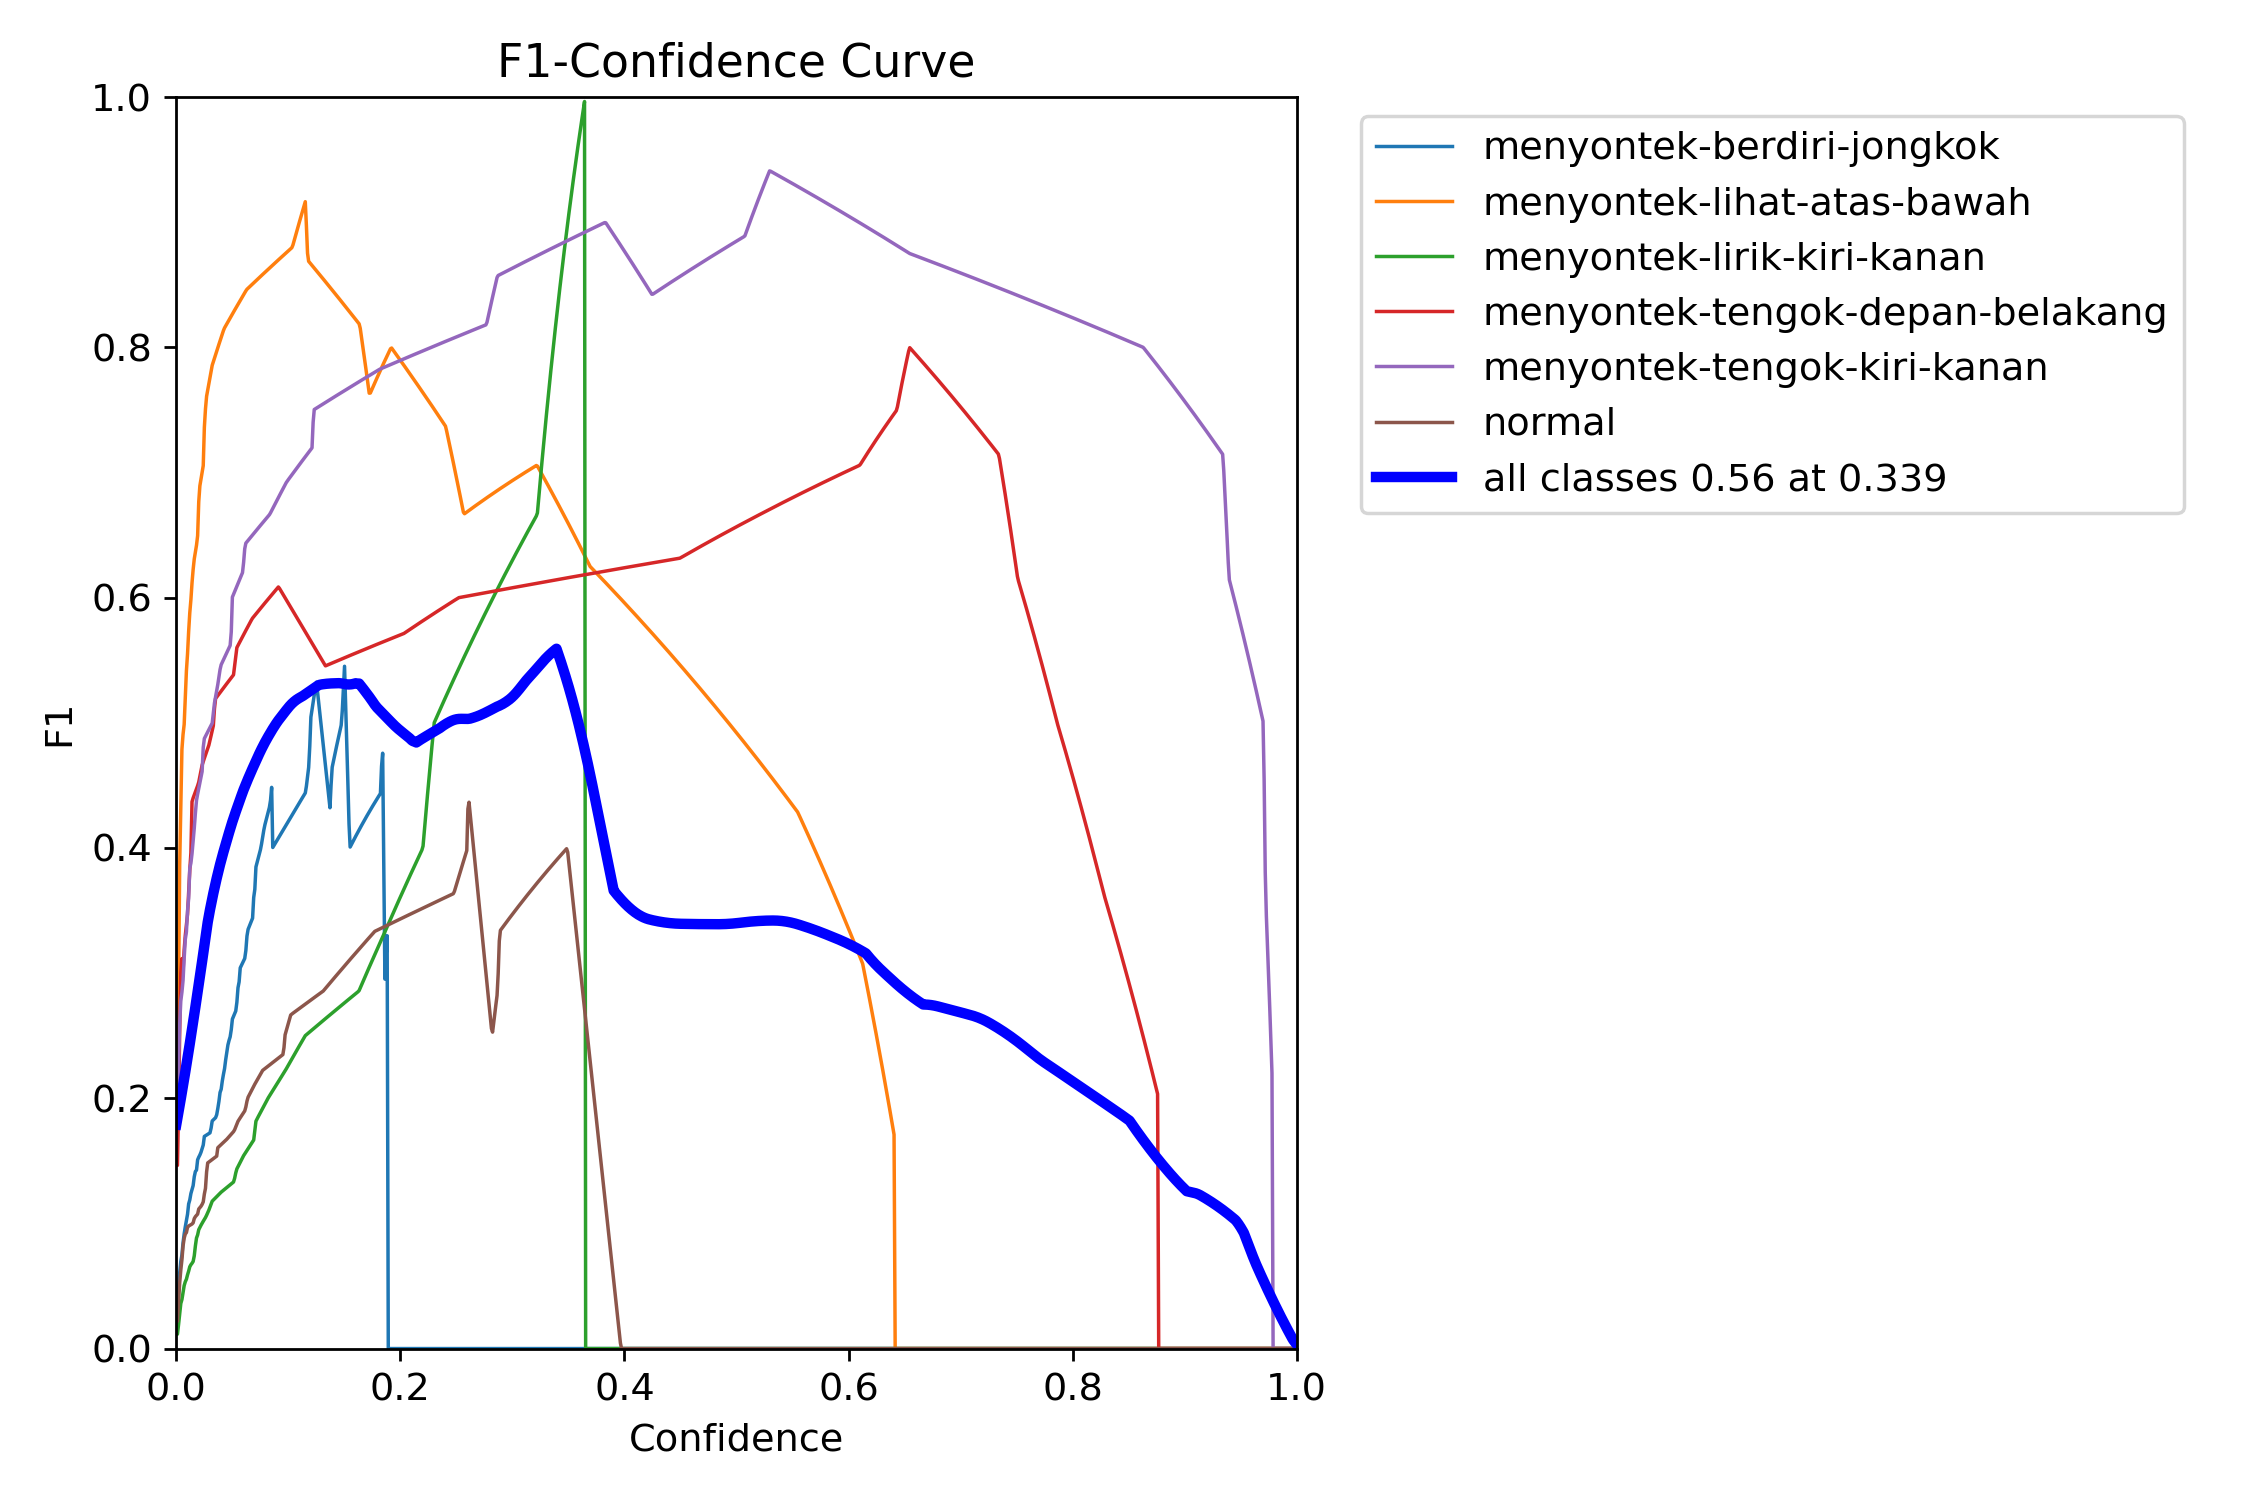 F1-Confidence Curve
1.0
0.8
0.6
0.4
0.2
0.0
F1
0.0 0.2 0.4 0.6 0.8 1.0
Confidence
menyontek-berdiri-jongkok
menyontek-lihat-atas-bawah
menyontek-lirik-kiri-kanan
menyontek-tengok-depan-belakang
menyontek-tengok-kiri-kanan
normal
all classes 0.56 at 0.339